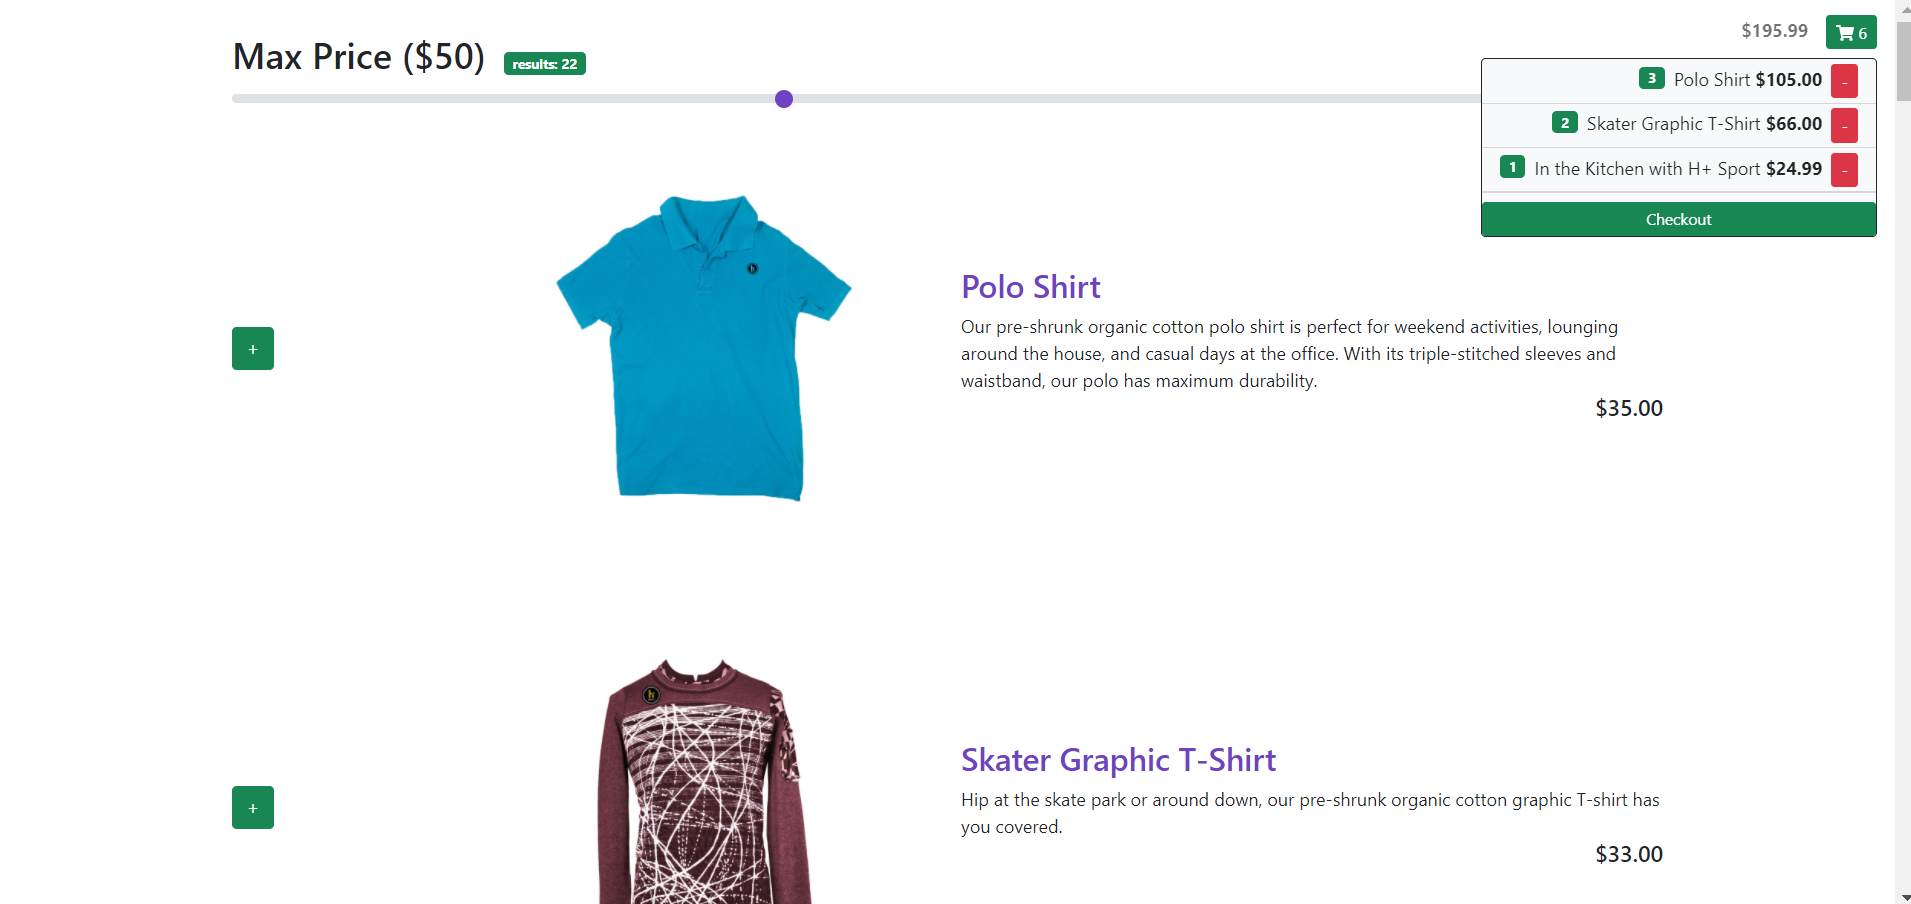 $195.99 6
Max Price ($50) results: 22
3 Polo Shirt $105.00 -
2 Skater Graphic T-Shirt $66.00 -
1 In the Kitchen with H+ Sport $24.99 -
Checkout
Polo Shirt
Our pre-shrunk organic cotton polo shirt is perfect for weekend activities, lounging
around the house, and casual days at the office. With its triple-stitched sleeves and
waistband, our polo has maximum durability.
$35.00
+
Skater Graphic T-Shirt
Hip at the skate park or around down, our pre-shrunk organic cotton graphic T-shirt has
you covered.
$33.00
+